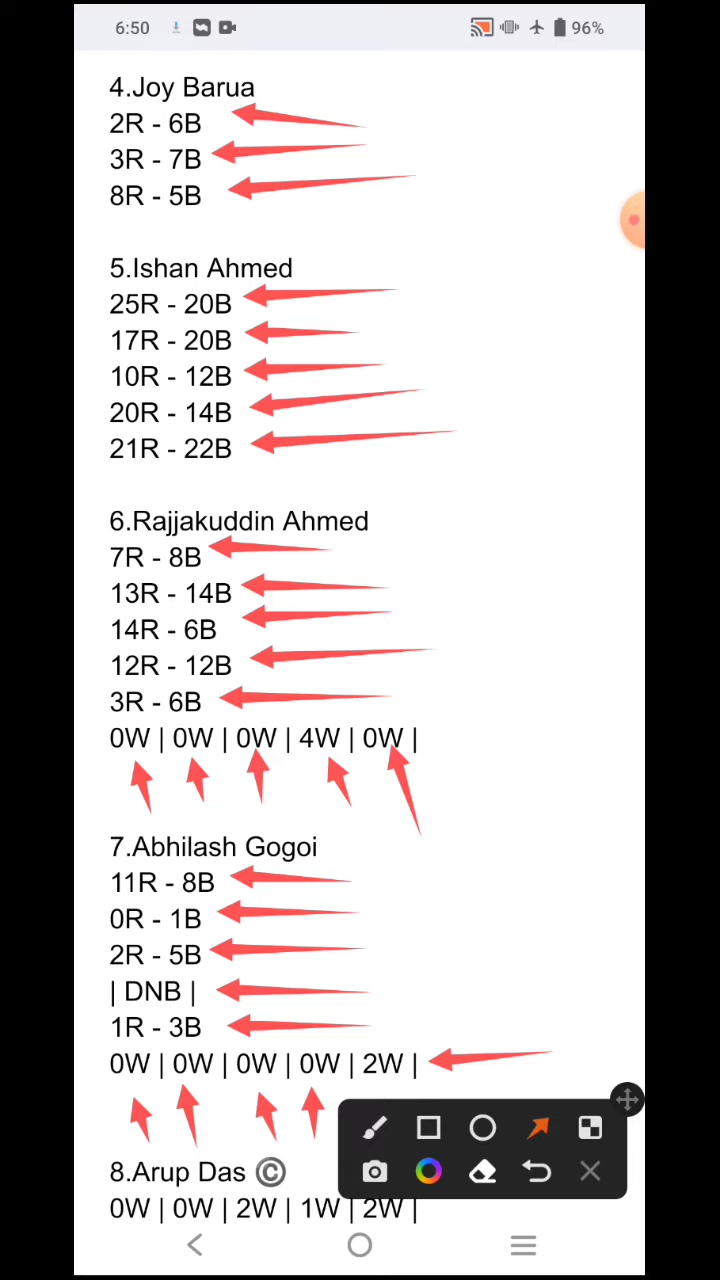 6:50 96%
4.Joy Barua
2R - 6B
3R - 7B
8R - 5B
5.Ishan Ahmed
25R - 20B
17R - 20B
10R - 12B
20R - 14B
21R - 22B
6.Rajjakuddin Ahmed
7R - 8B
13R - 14B
14R - 6B
12R - 12B
3R - 6B
0W | 0W | 0W | 4W | 0W |
7.Abhilash Gogoi
11R - 8B
0R - 1B
2R - 5B
| DNB |
1R - 3B
0W | 0W | 0W | 0W | 2W |
8.Arup Das ©
0W | 0W | 2W | 1W | 2W |